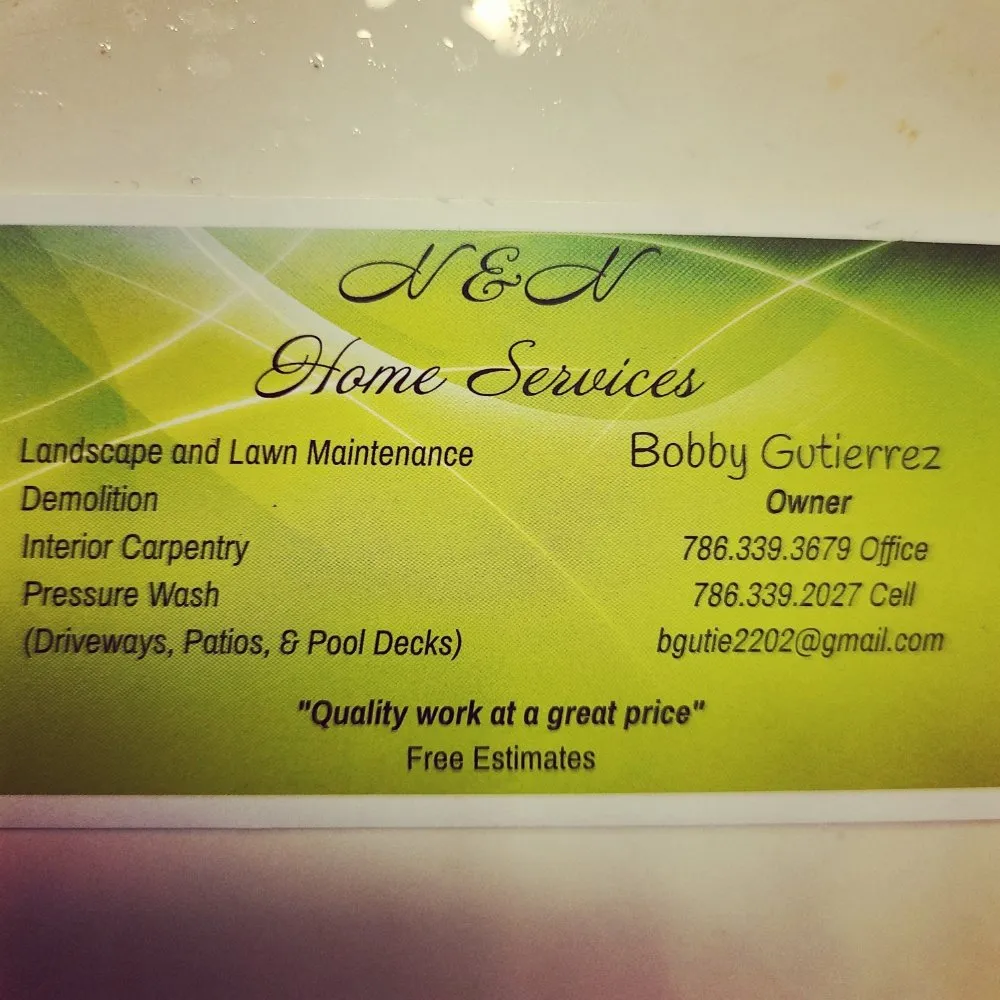 N & N
Home Services
Landscape and Lawn Maintenance
Demolition
Interior Carpentry
Pressure Wash
(Driveways, Patios, & Pool Decks)
Bobby Gutierrez
Owner
786.339.3679 Office
786.339.2027 Cell
bgutie2202@gmail.com
"Quality work at a great price"
Free Estimates